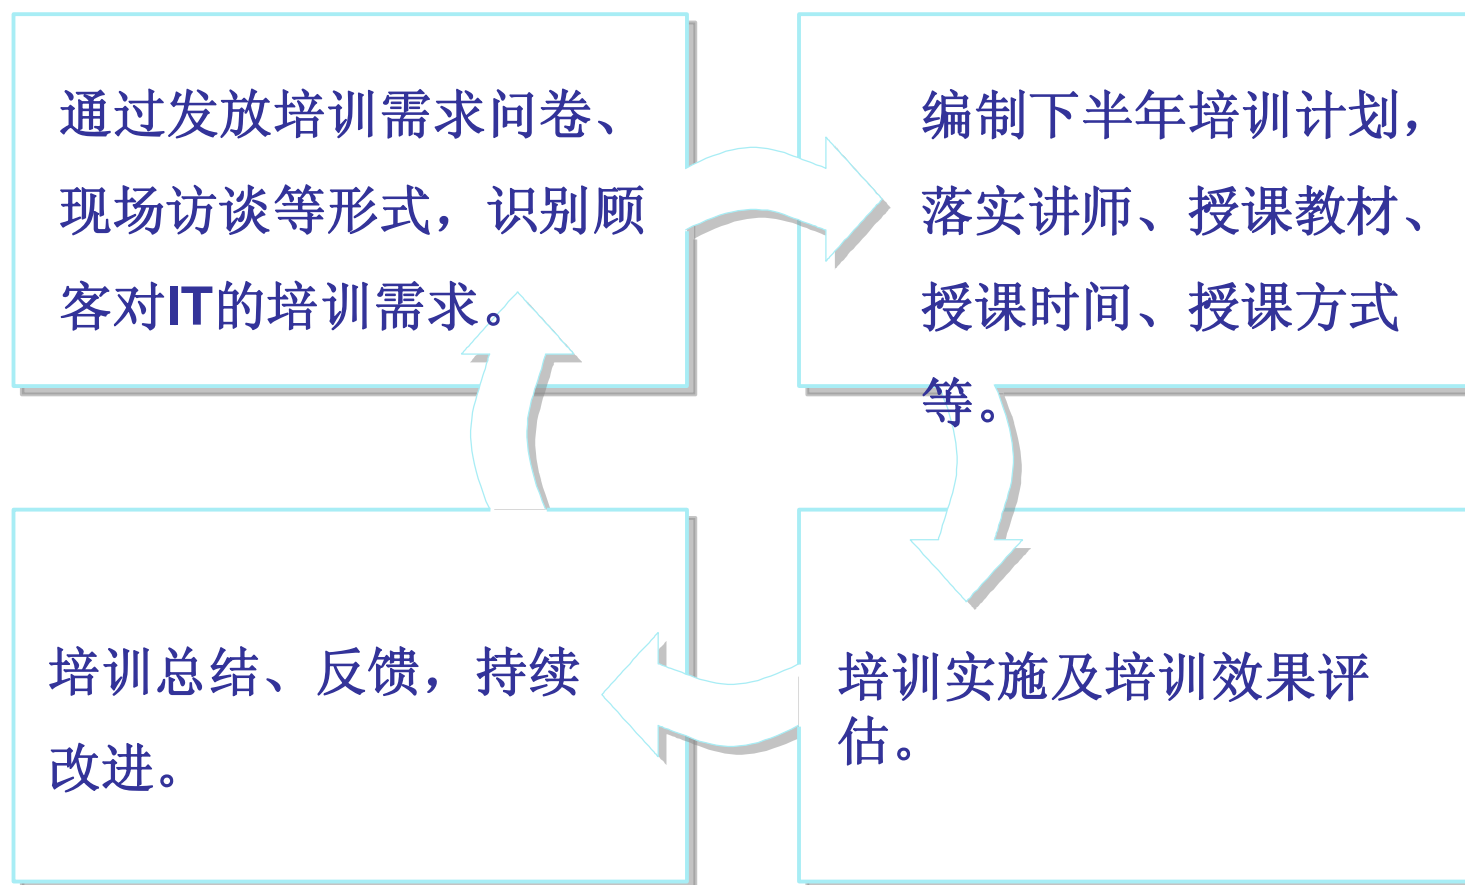 通过发放培训需求问卷、
现场访谈等形式，识别顾
客对IT的培训需求。
编制下半年培训计划，
落实讲师、授课教材、
授课时间、授课方式
等。
培训总结、反馈，持续
改进。
培训实施及培训效果评
估。